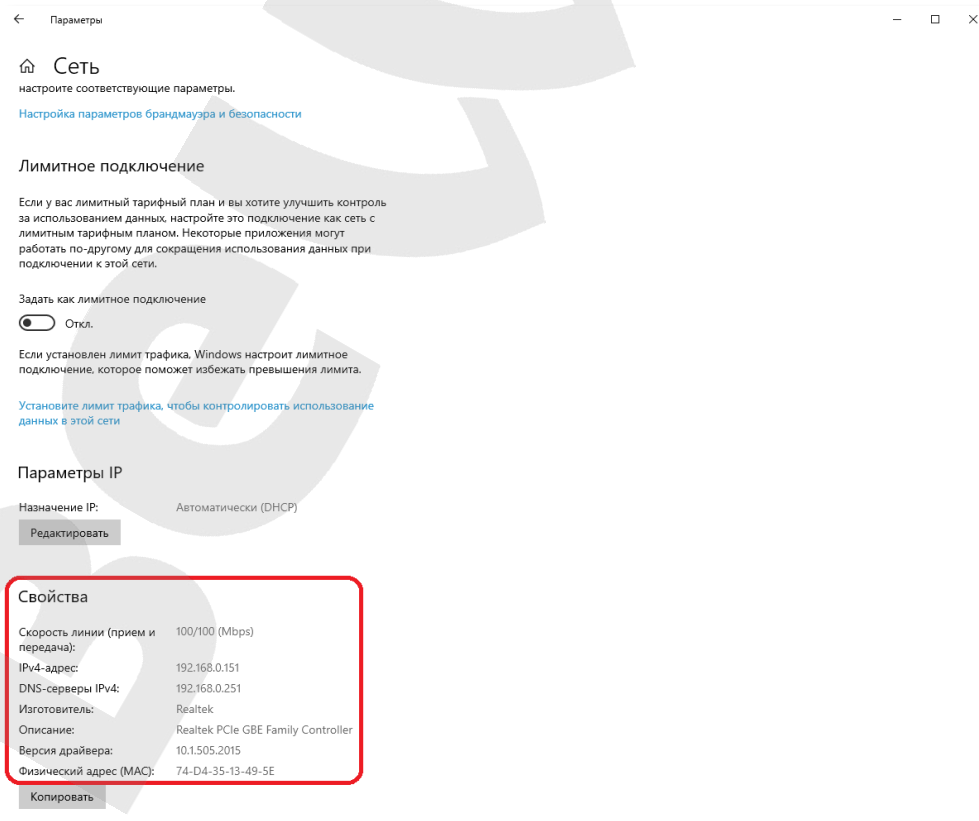 Параметры
Сеть
настроите соответствующие параметры.
Настройка параметров брандмауэра и безопасности
Лимитное подключение
Если у вас лимитный тарифный план и вы хотите улучшить контроль
за использованием данных, настройте это подключение как сеть с
лимитным тарифным планом. Некоторые приложения могут
работать по-другому для сокращения использования данных при
подключении к этой сети.
Задать как лимитное подключение
Откл.
Если установлен лимит трафика, Windows настроит лимитное
подключение, которое поможет избежать превышения лимита.
Установите лимит трафика, чтобы контролировать использование
данных в этой сети
Параметры IP
Назначение IP: Автоматически (DHCP)
Редактировать
Свойства
Скорость линии (прием и 100/100 (Mbps)
передача):
IPv4-адрес: 192.168.0.151
DNS-серверы IPv4: 192.168.0.251
Изготовитель: Realtek
Описание: Realtek PCIe GBE Family Controller
Версия драйвера: 10.1.505.2015
Физический адрес (MAC): 74-D4-35-13-49-5E
Копировать